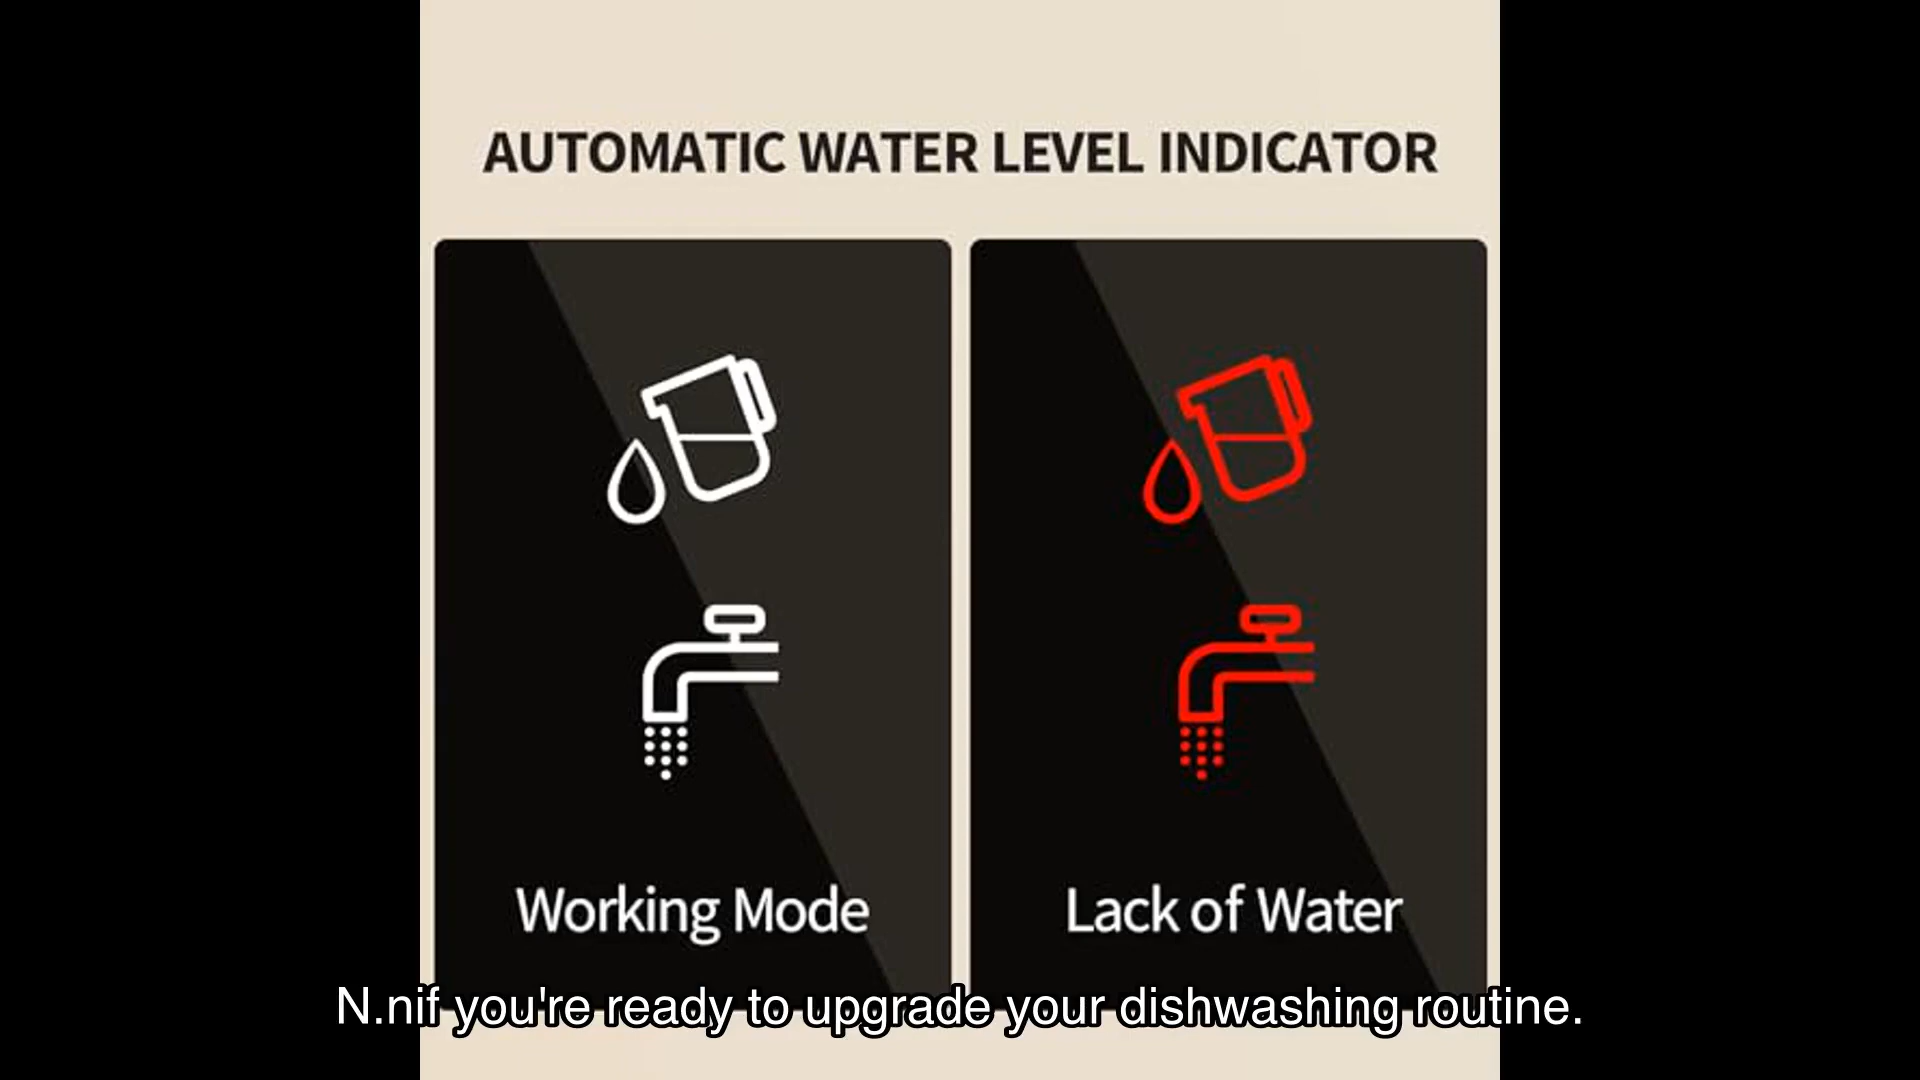 AUTOMATIC WATER LEVEL INDICATOR
Working Mode
Lack of Water
N.nif you're ready to upgrade your dishwashing routine.